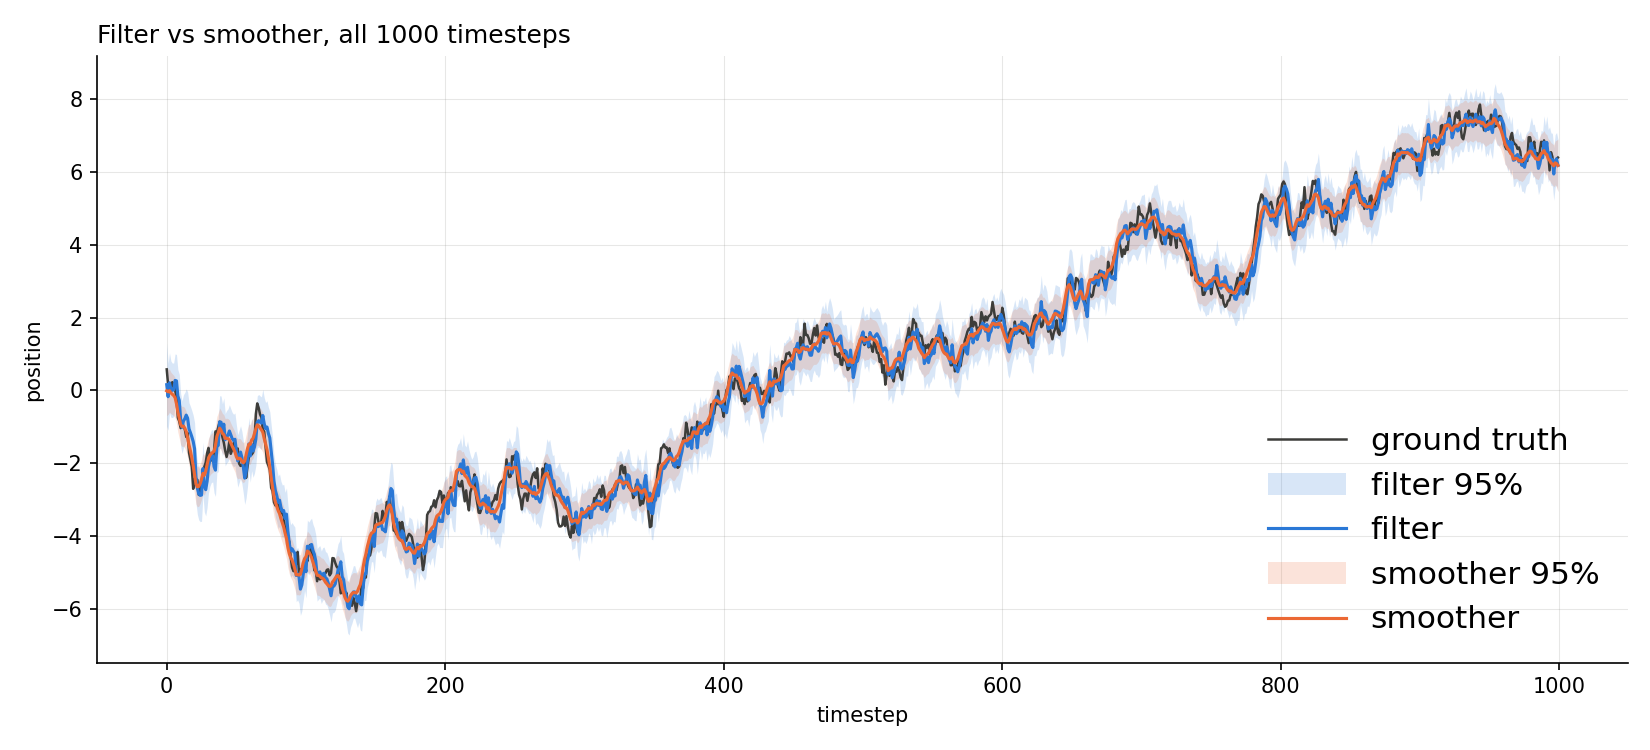 Filter vs smoother, all 1000 timesteps
position
8
6
4
2
0
−2
−4
−6
ground truth
filter 95%
filter
smoother 95%
smoother
0
200
400
600
800
1000
timestep